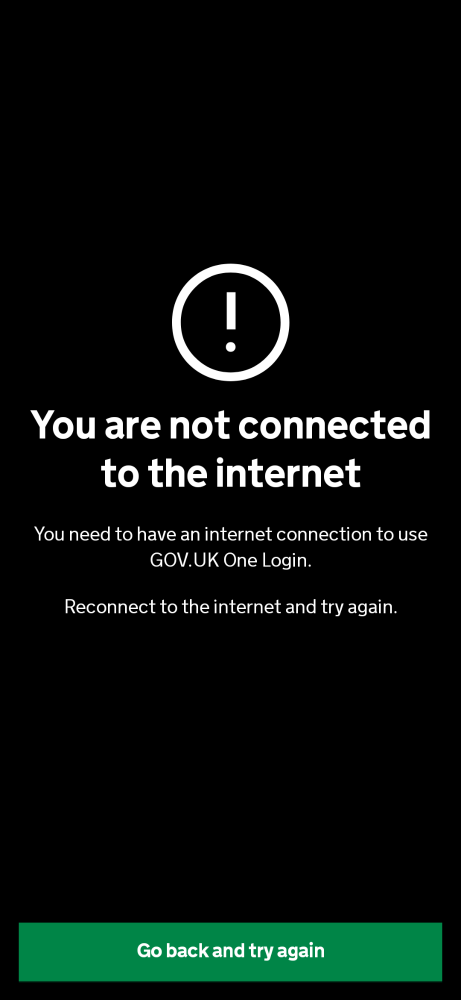 You are not connected
to the internet
You need to have an internet connection to use
GOV.UK One Login.
Reconnect to the internet and try again.
Go back and try again